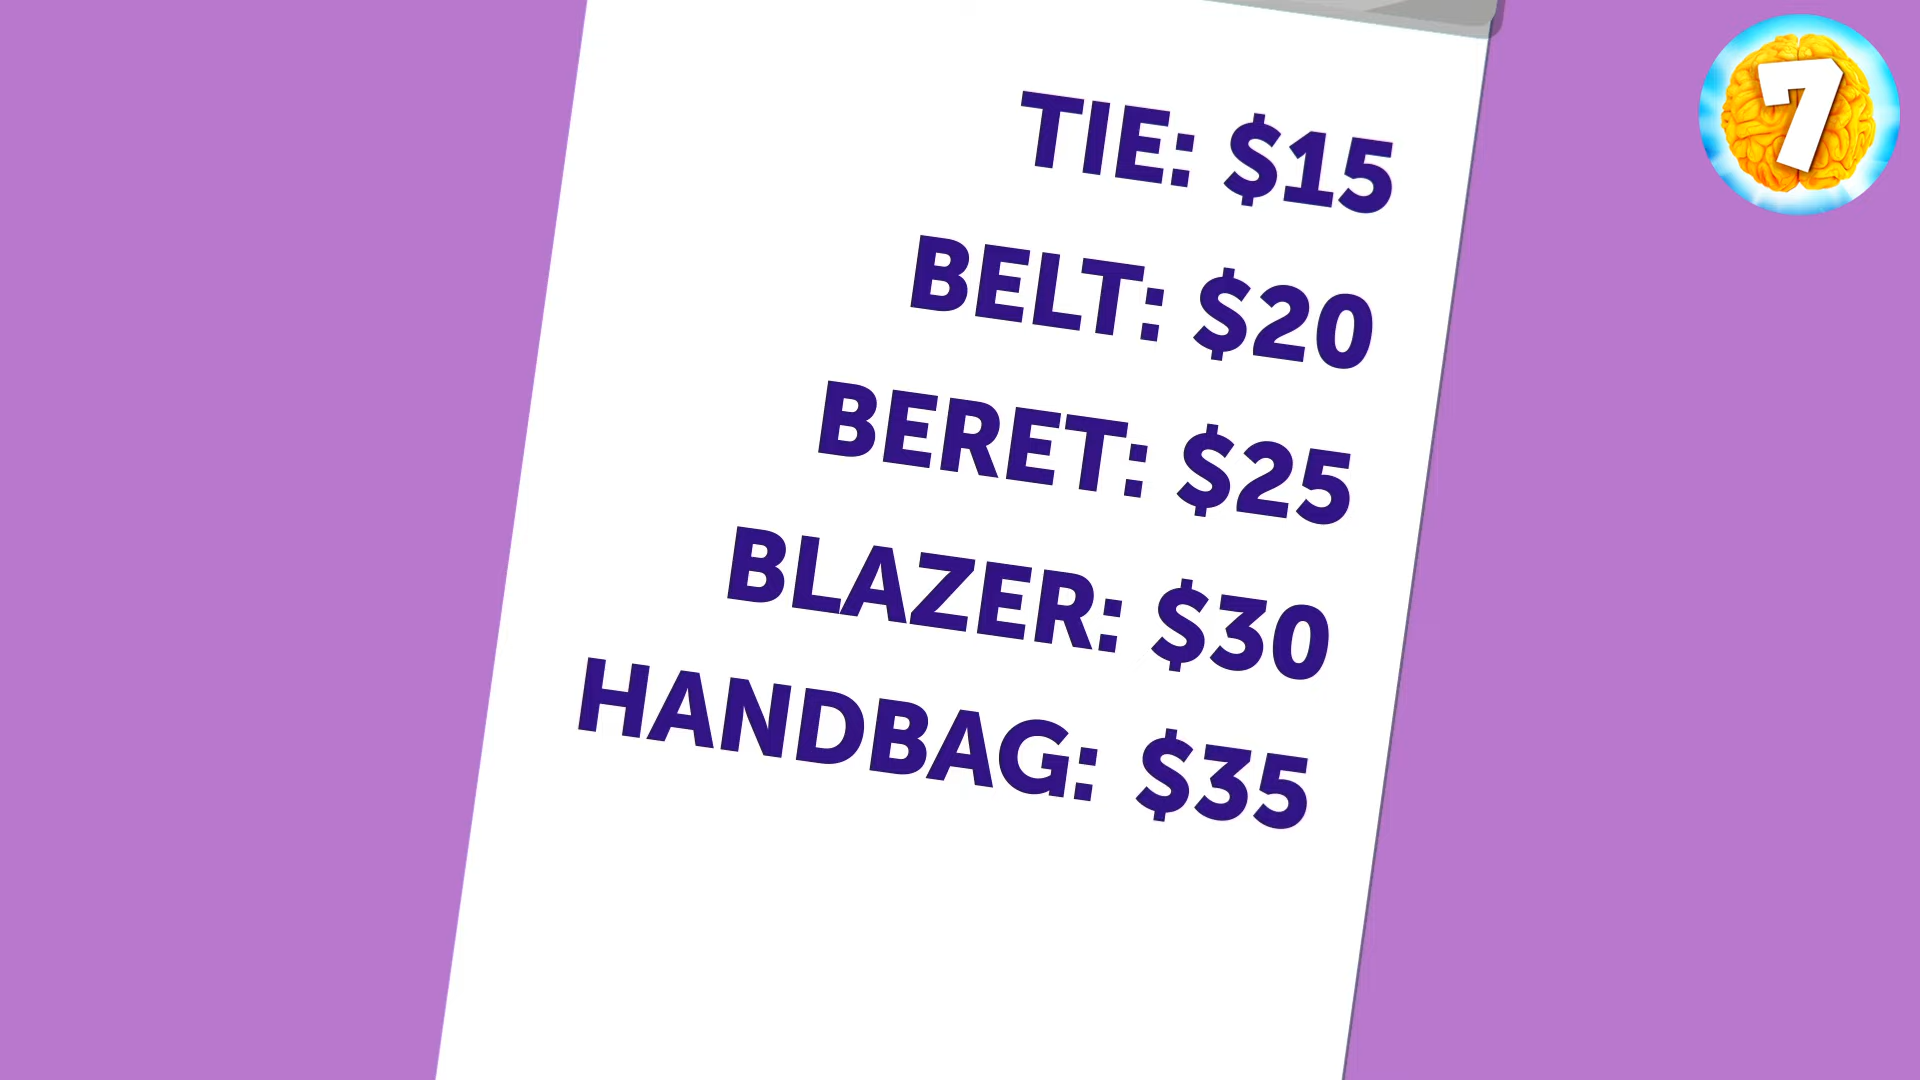 7
TIE: $15
BELT: $20
BERET: $25
BLAZER: $30
HANDBAG: $35